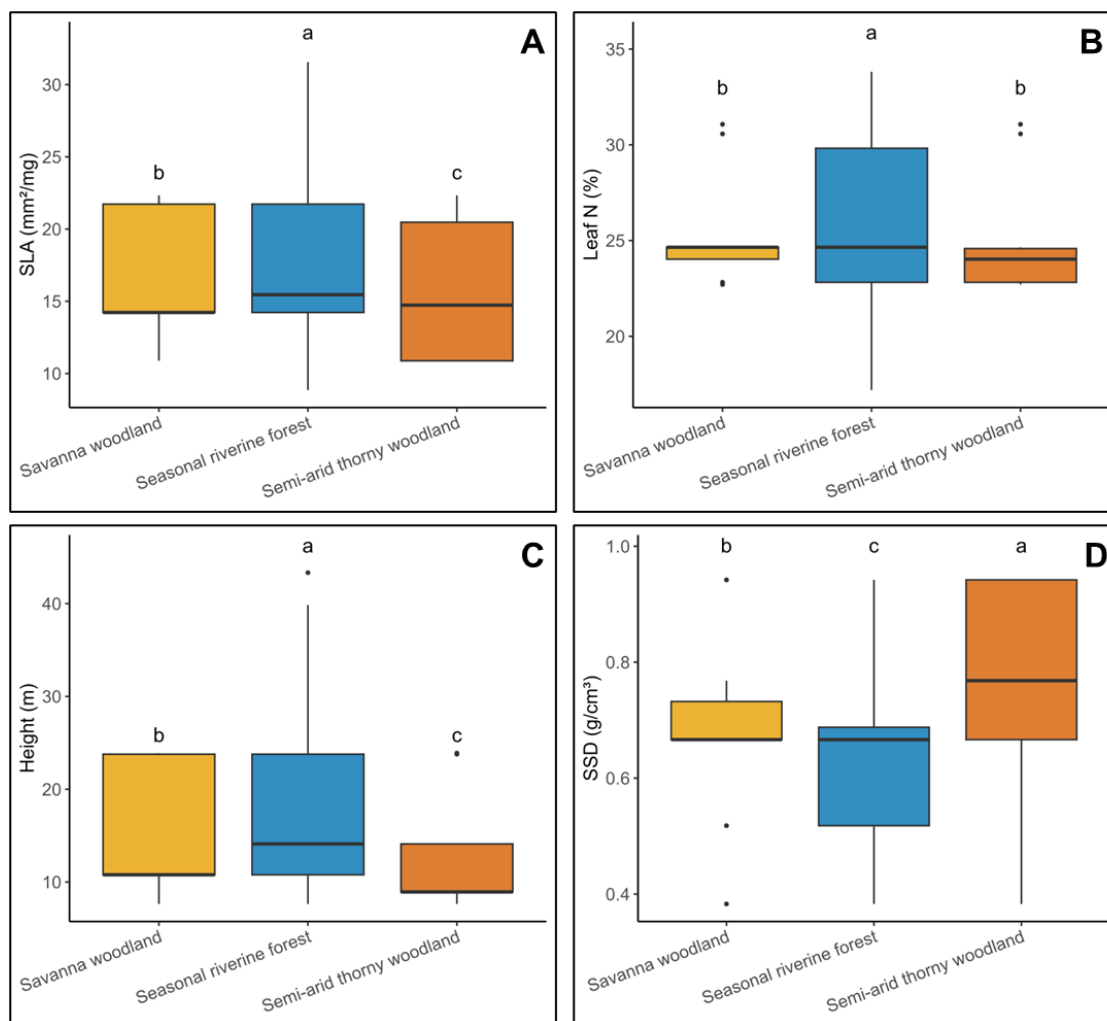 A
a
b
c
SLA (mm²/mg)
30
25
20
15
10
Savanna woodland
Seasonal riverine forest
Semi-arid thorny woodland
B
a
b
b
Leaf N (%)
35
30
25
20
Savanna woodland
Seasonal riverine forest
Semi-arid thorny woodland
C
a
b
c
Height (m)
40
30
20
10
Savanna woodland
Seasonal riverine forest
Semi-arid thorny woodland
D
b
c
a
SSD (g/cm³)
1.0
0.8
0.6
0.4
Savanna woodland
Seasonal riverine forest
Semi-arid thorny woodland